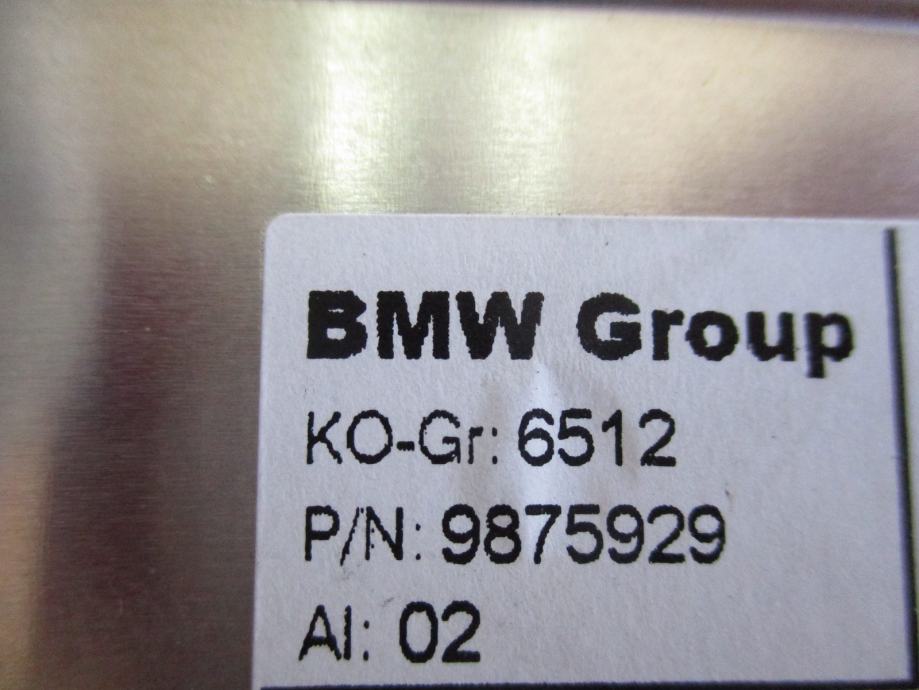 BMW Group
KO-Gr: 6512
P/N: 9875929
AI: 02